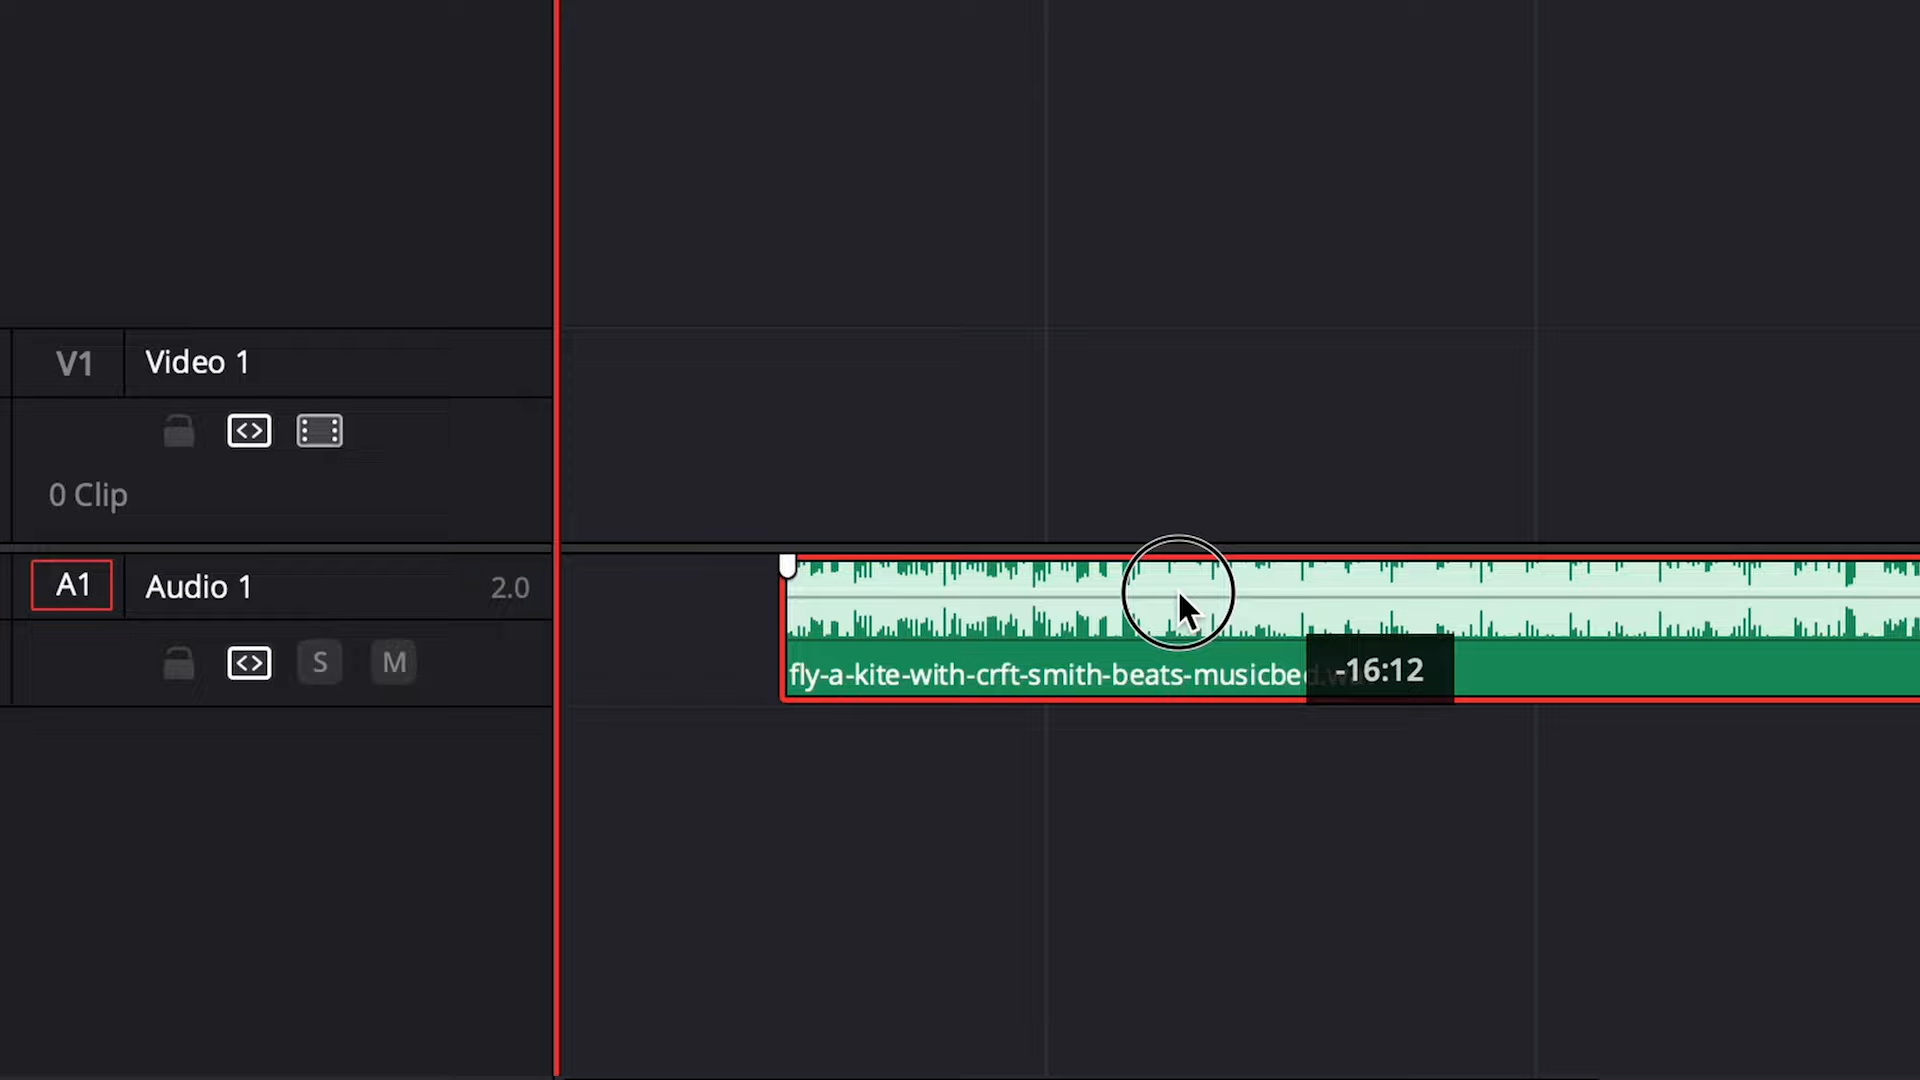 V1 Video 1
0 Clip
A1 Audio 1 2.0
S M
fly-a-kite-with-crft-smith-beats-musicbed.w
-16:12